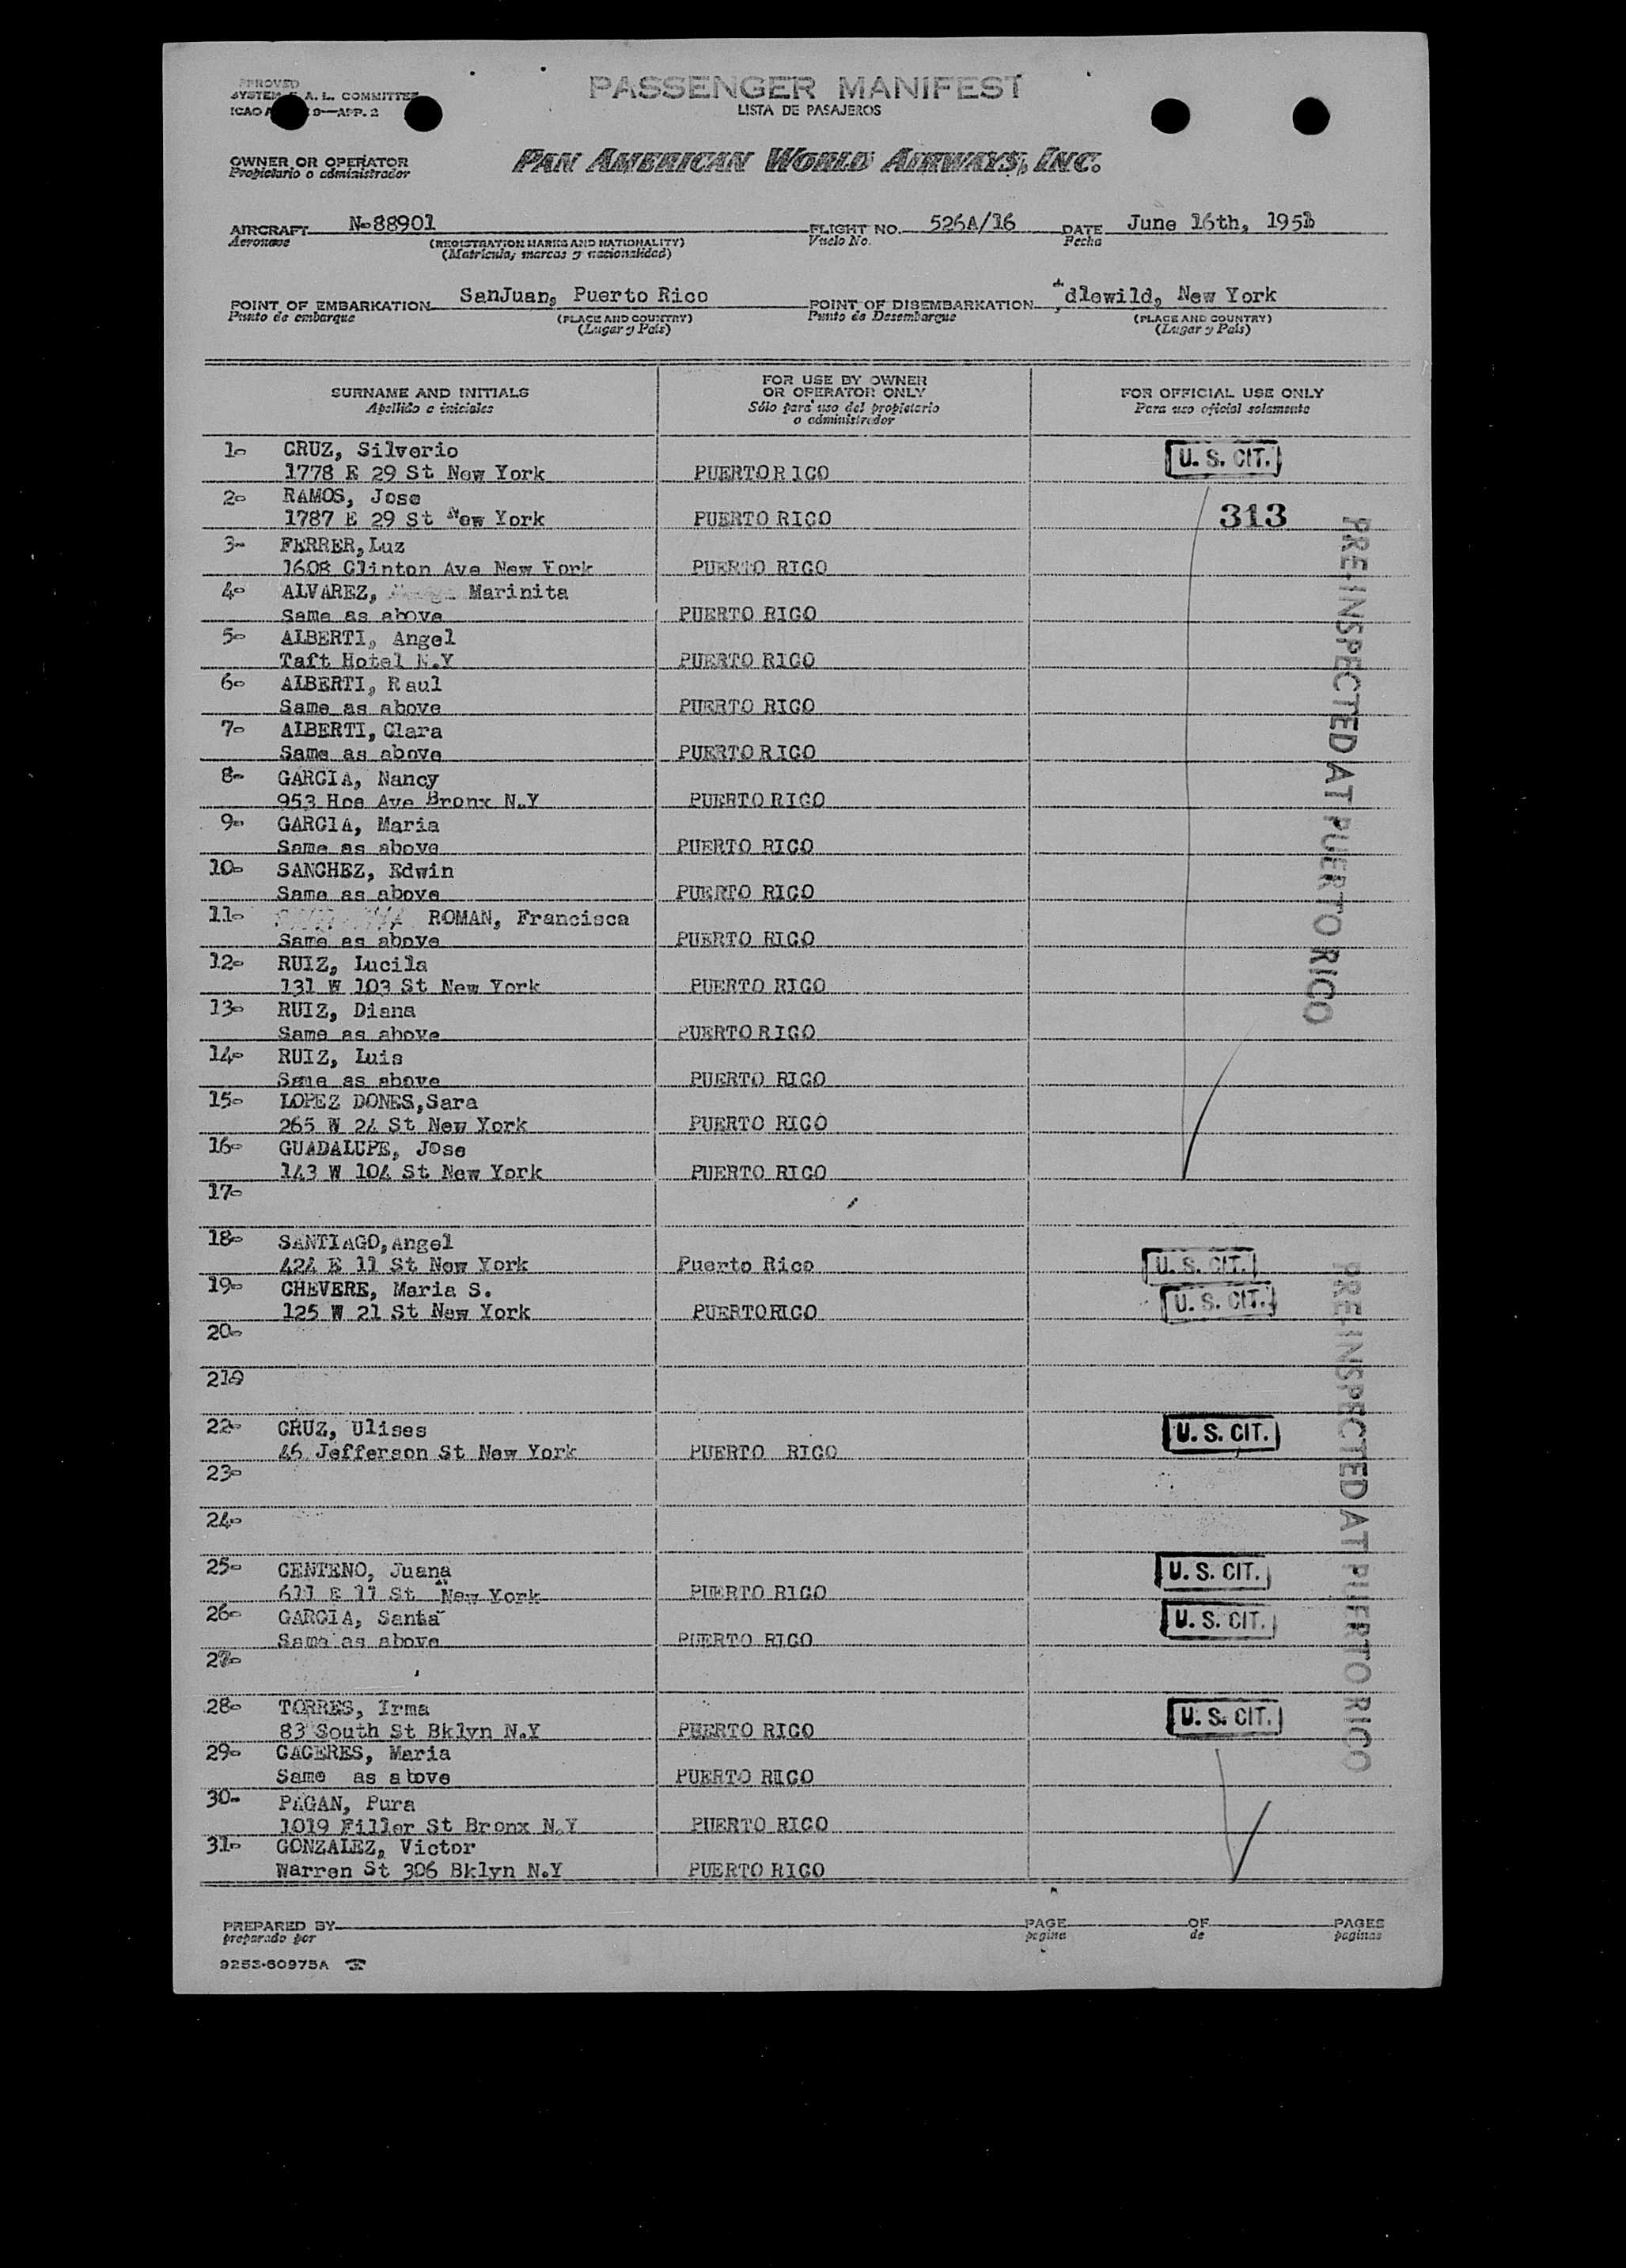 PASSENGER MANIFEST
LISTA DE PASAJEROS
PPROVED
SYSTEM A. L. COMMITTEE
ICAO A 9—APP. 2
OWNER OR OPERATOR
Propietario o administrador
PAN AMERICAN WORLD AIRWAYS, INC.
AIRCRAFT N-88901 FLIGHT NO. 526A/16 DATE June 16th, 1951
Aeronave (REGISTRATION MARKS AND NATIONALITY) Vuelo No. Fecha
(Matrícula, marcas y nacionalidad)
POINT OF EMBARKATION SanJuan, Puerto Rico POINT OF DISEMBARKATION Idlewild, New York
Punto de embarque (PLACE AND COUNTRY) Punto de Desembarque (PLACE AND COUNTRY)
(Lugar y País) (Lugar y País)
SURNAME AND INITIALS
Apellido e iniciales
FOR USE BY OWNER
OR OPERATOR ONLY
Sólo para uso del propietario
o administrador
FOR OFFICIAL USE ONLY
Para uso oficial solamente
1- CRUZ, Silverio U. S. CIT.
1778 E 29 St New York PUERTO RICO
2- RAMOS, Jose
1787 E 29 St New York PUERTO RICO 313
3- FERRER,Luz
1608 Clinton Ave New York PUERTO RICO
4- ALVAREZ, Marinita
Same as above PUERTO RICO
5- ALBERTI, Angel
Taft Hotel N.Y PUERTO RICO
6- ALBERTI, Raul
Same as above PUERTO RICO
7- ALBERTI, Clara
Same as above PUERTO RICO
8- GARCIA, Nancy
953 Hoe Ave Bronx N.Y PUERTO RICO
9- GARCIA, Maria
Same as above PUERTO RICO
10- SANCHEZ, Edwin
Same as above PUERTO RICO
11- ROMAN, Francisca
Same as above PUERTO RICO
12- RUIZ, Lucila
131 W 103 St New York PUERTO RICO
13- RUIZ, Diana
Same as above PUERTO RICO
14- RUIZ, Luis
Same as above PUERTO RICO
15- LOPEZ DONES,Sara
265 W 24 St New York PUERTO RICO
16- GUADALUPE, Jose
143 W 104 St New York PUERTO RICO
PRE-INSPECTED AT PUERTO RICO
17-
18- SANTIAGO,Angel
424 E 11 St New York Puerto Rico U. S. CIT.
19- CHEVERE, Maria S. U. S. CIT.
125 W 21 St New York PUERTO RICO
20-
21-
22- CRUZ, Ulises U. S. CIT.
46 Jefferson St New York PUERTO RICO
23-
24-
25- CENTENO, Juana U. S. CIT.
611 E 11 St New York PUERTO RICO
26- GARCIA, Santa U. S. CIT.
Same as above PUERTO RICO
27-
28- TORRES, Irma U. S. CIT.
83 South St Bklyn N.Y PUERTO RICO
29- CACERES, Maria
Same as above PUERTO RICO
30- PAGAN, Pura
1019 Filler St Bronx N.Y PUERTO RICO
31- GONZALEZ, Victor
Warren St 306 Bklyn N.Y PUERTO RICO
PRE-INSPECTED AT PUERTO RICO
PREPARED BY PAGE OF PAGES
preparado por pagina de paginas
9253-60975A